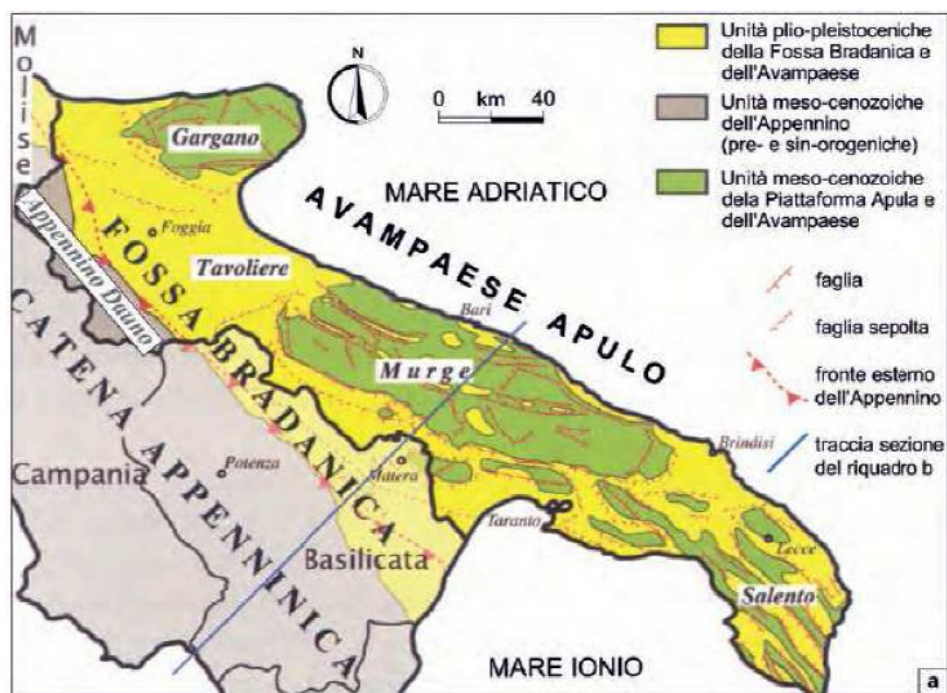 Unità plio-pleistoceniche
della Fossa Bradanica e
dell'Avampaese
Unità meso-cenozoiche
dell'Appennino
(pre- e sin-orogeniche)
Unità meso-cenozoiche
dela Piattaforma Apula e
dell'Avampaese
faglia
faglia sepolta
fronte esterno
dell'Appennino
traccia sezione
del riquadro b
N
0 km 40
Molise
Gargano
MARE ADRIATICO
AVAMPAESE APULO
Foggia
Appennino Dauno
FOSSA BRADANICA
Tavoliere
Bari
Murge
CATENA APPENNINICA
Campania
Potenza
Matera
Brindisi
Taranto
Basilicata
Lecce
Salento
MARE IONIO
a